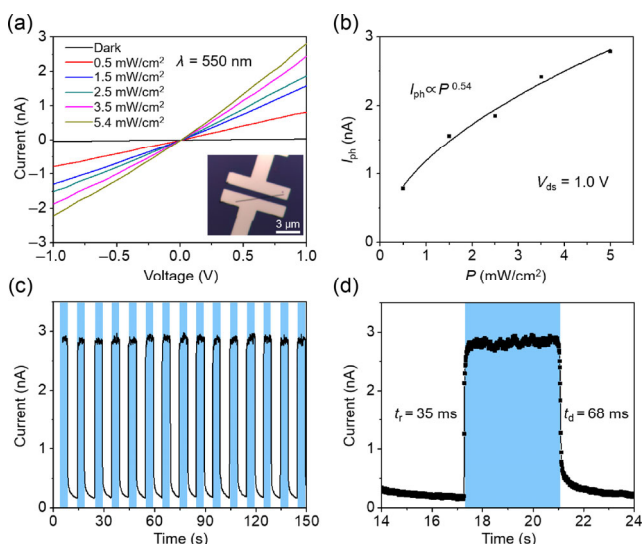 (a)
Dark
0.5 mW/cm²
1.5 mW/cm²
2.5 mW/cm²
3.5 mW/cm²
5.4 mW/cm²
λ = 550 nm
3
2
1
0
−1
−2
−3
Current (nA)
3 μm
−1.0
−0.5
0.0
0.5
1.0
Voltage (V)
(b)
3
2
1
0
I_ph (nA)
I_ph∝P^0.54
V_ds = 1.0 V
0
1
2
3
4
5
6
P (mW/cm²)
(c)
4
3
2
1
0
Current (nA)
0
30
60
90
120
150
Time (s)
(d)
4
3
2
1
0
Current (nA)
t_r = 35 ms
t_d = 68 ms
14
16
18
20
22
24
Time (s)